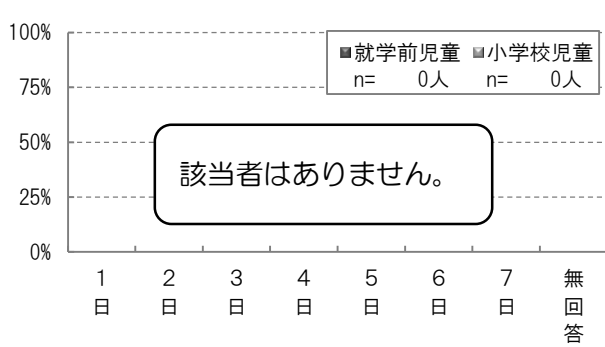 100%
■就学前児童 ■小学校児童
n= 0人 n= 0人
75%
50%
該当者はありません。
25%
0%
1日 2日 3日 4日 5日 6日 7日 無回答